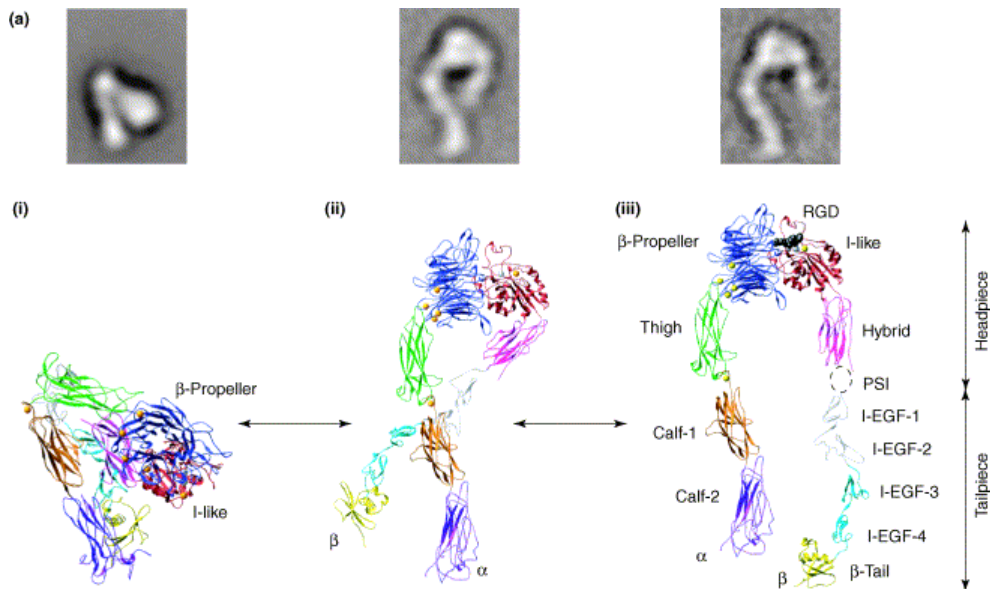 (a)
(i)
(ii)
(iii)
RGD
β-Propeller
I-like
Thigh
Hybrid
PSI
I-EGF-1
Calf-1
I-EGF-2
Calf-2
I-EGF-3
I-EGF-4
α
β
β-Tail
β-Propeller
I-like
β
α
Headpiece
Tailpiece